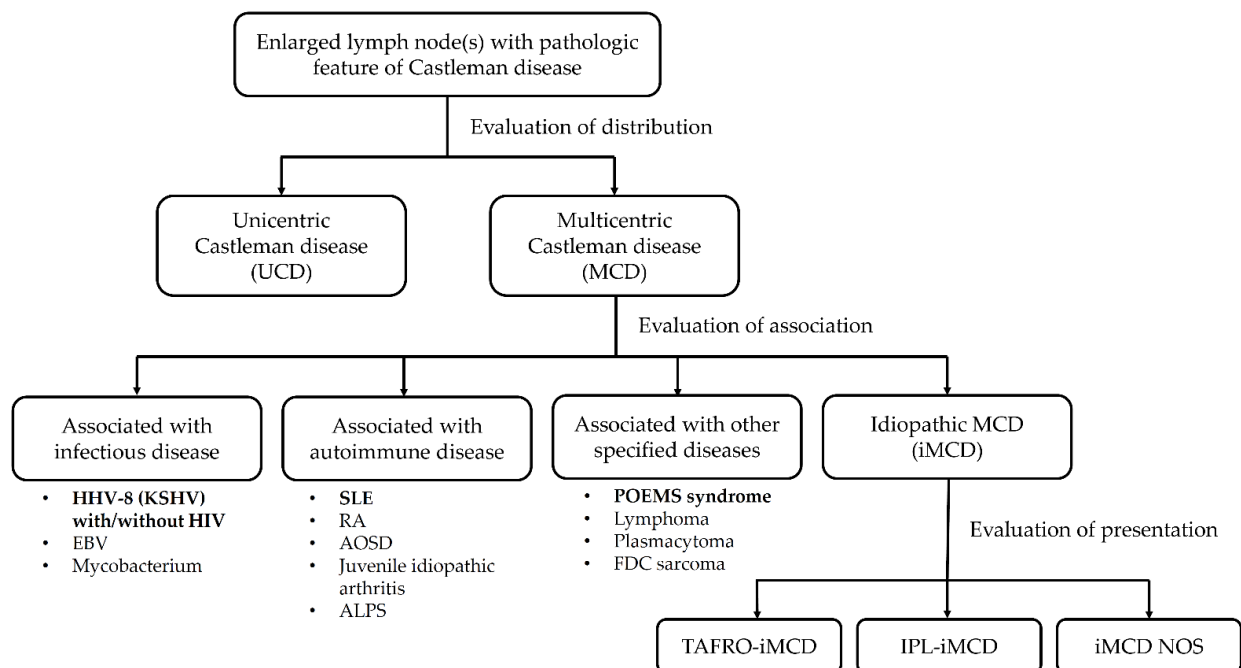 Enlarged lymph node(s) with pathologic
feature of Castleman disease
Evaluation of distribution
Unicentric
Castleman disease
(UCD)
Multicentric
Castleman disease
(MCD)
Evaluation of association
Associated with
infectious disease
• HHV-8 (KSHV)
with/without HIV
• EBV
• Mycobacterium
Associated with
autoimmune disease
• SLE
• RA
• AOSD
• Juvenile idiopathic
arthritis
• ALPS
Associated with other
specified diseases
• POEMS syndrome
• Lymphoma
• Plasmacytoma
• FDC sarcoma
Idiopathic MCD
(iMCD)
Evaluation of presentation
TAFRO-iMCD
IPL-iMCD
iMCD NOS